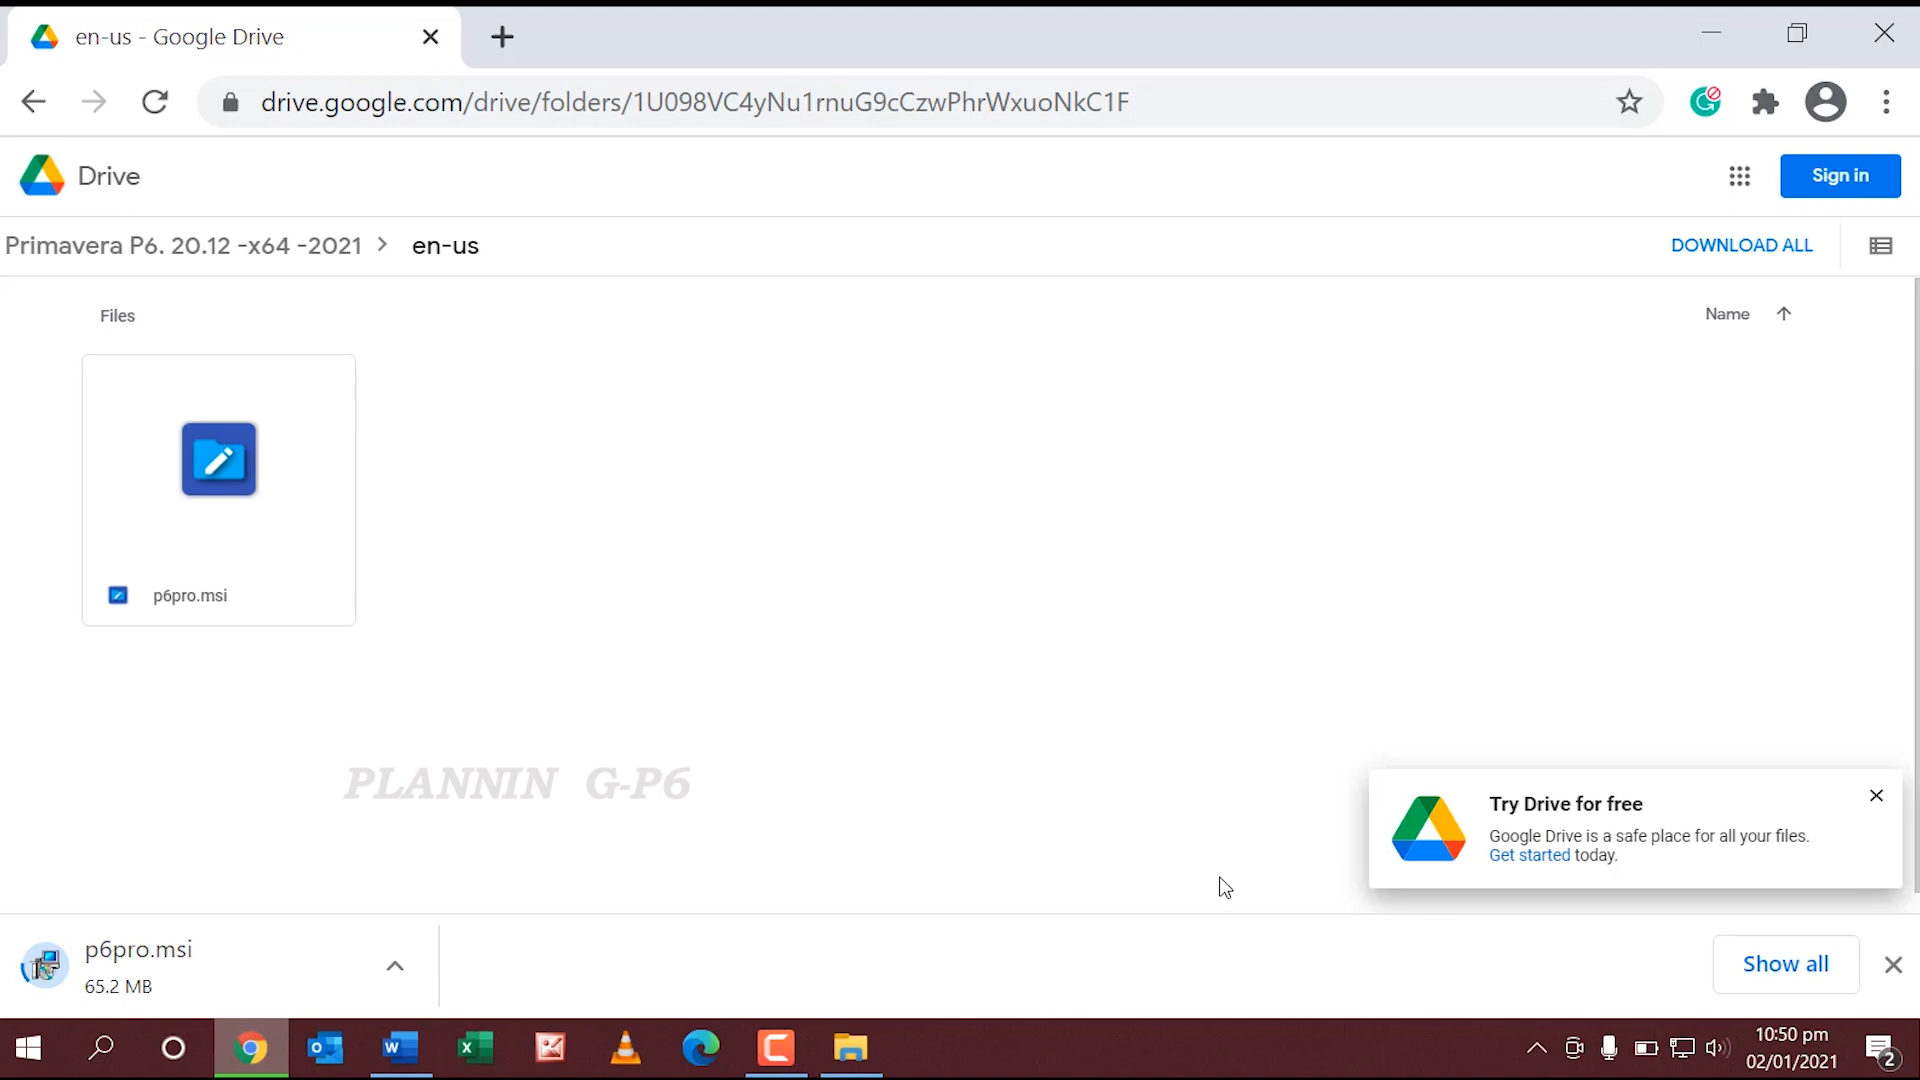 en-us - Google Drive
drive.google.com/drive/folders/1U098VC4yNu1rnuG9cCzwPhrWxuoNkC1F
Drive
Sign in
Primavera P6. 20.12 -x64 -2021 > en-us
DOWNLOAD ALL
Files
Name
p6pro.msi
PLANNIN G-P6
Try Drive for free
Google Drive is a safe place for all your files.
Get started today.
p6pro.msi
65.2 MB
Show all
10:50 pm
02/01/2021
2